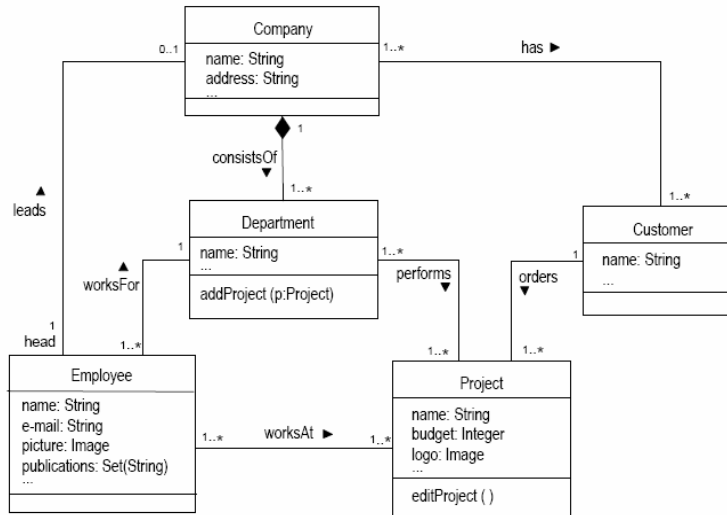 Company
name: String
address: String
...
0..1
1..*
has ►
1
consistsOf
▼
1..*
▲
leads
Department
name: String
...
addProject (p:Project)
1
▲
worksFor
1..*
1..*
performs
▼
1..*
1..*
Customer
name: String
...
1
orders
▼
1..*
1
head
Employee
name: String
e-mail: String
picture: Image
publications: Set(String)
...
1..*
worksAt ►
1..*
Project
name: String
budget: Integer
logo: Image
...
editProject ( )